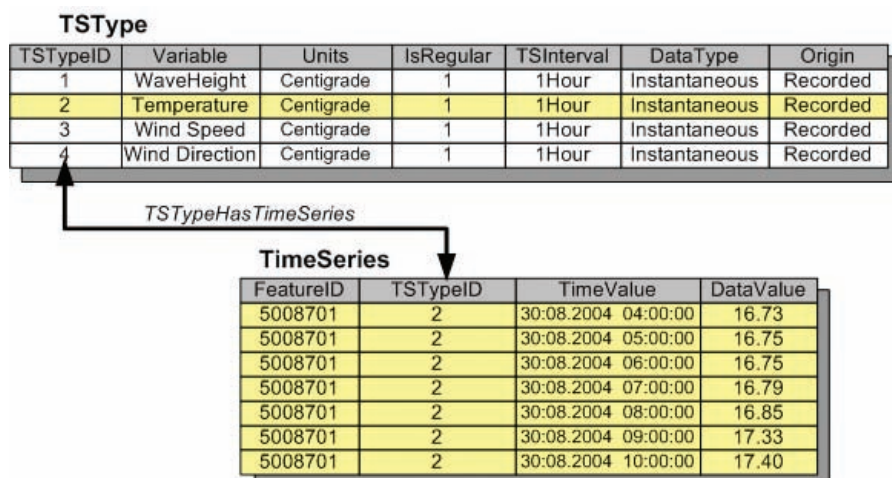 TSType
TSTypeID Variable Units IsRegular TSInterval DataType Origin
1 WaveHeight Centigrade 1 1Hour Instantaneous Recorded
2 Temperature Centigrade 1 1Hour Instantaneous Recorded
3 Wind Speed Centigrade 1 1Hour Instantaneous Recorded
4 Wind Direction Centigrade 1 1Hour Instantaneous Recorded
TSTypeHasTimeSeries
TimeSeries
FeatureID TSTypeID TimeValue DataValue
5008701 2 30:08.2004 04:00:00 16.73
5008701 2 30:08.2004 05:00:00 16.75
5008701 2 30:08.2004 06:00:00 16.75
5008701 2 30:08.2004 07:00:00 16.79
5008701 2 30:08.2004 08:00:00 16.85
5008701 2 30:08.2004 09:00:00 17.33
5008701 2 30:08.2004 10:00:00 17.40